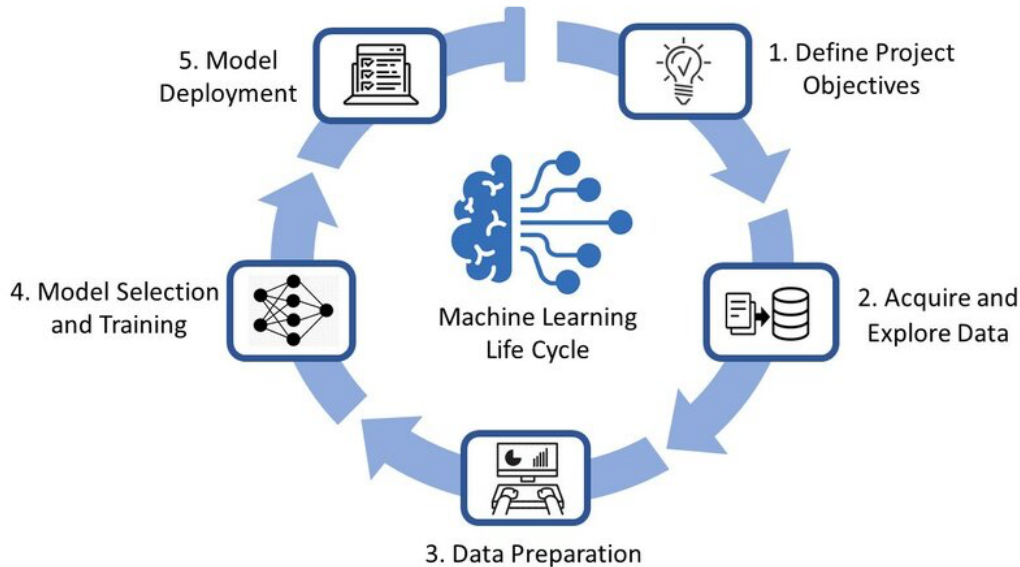 1. Define Project
Objectives
2. Acquire and
Explore Data
3. Data Preparation
4. Model Selection
and Training
5. Model
Deployment
Machine Learning
Life Cycle